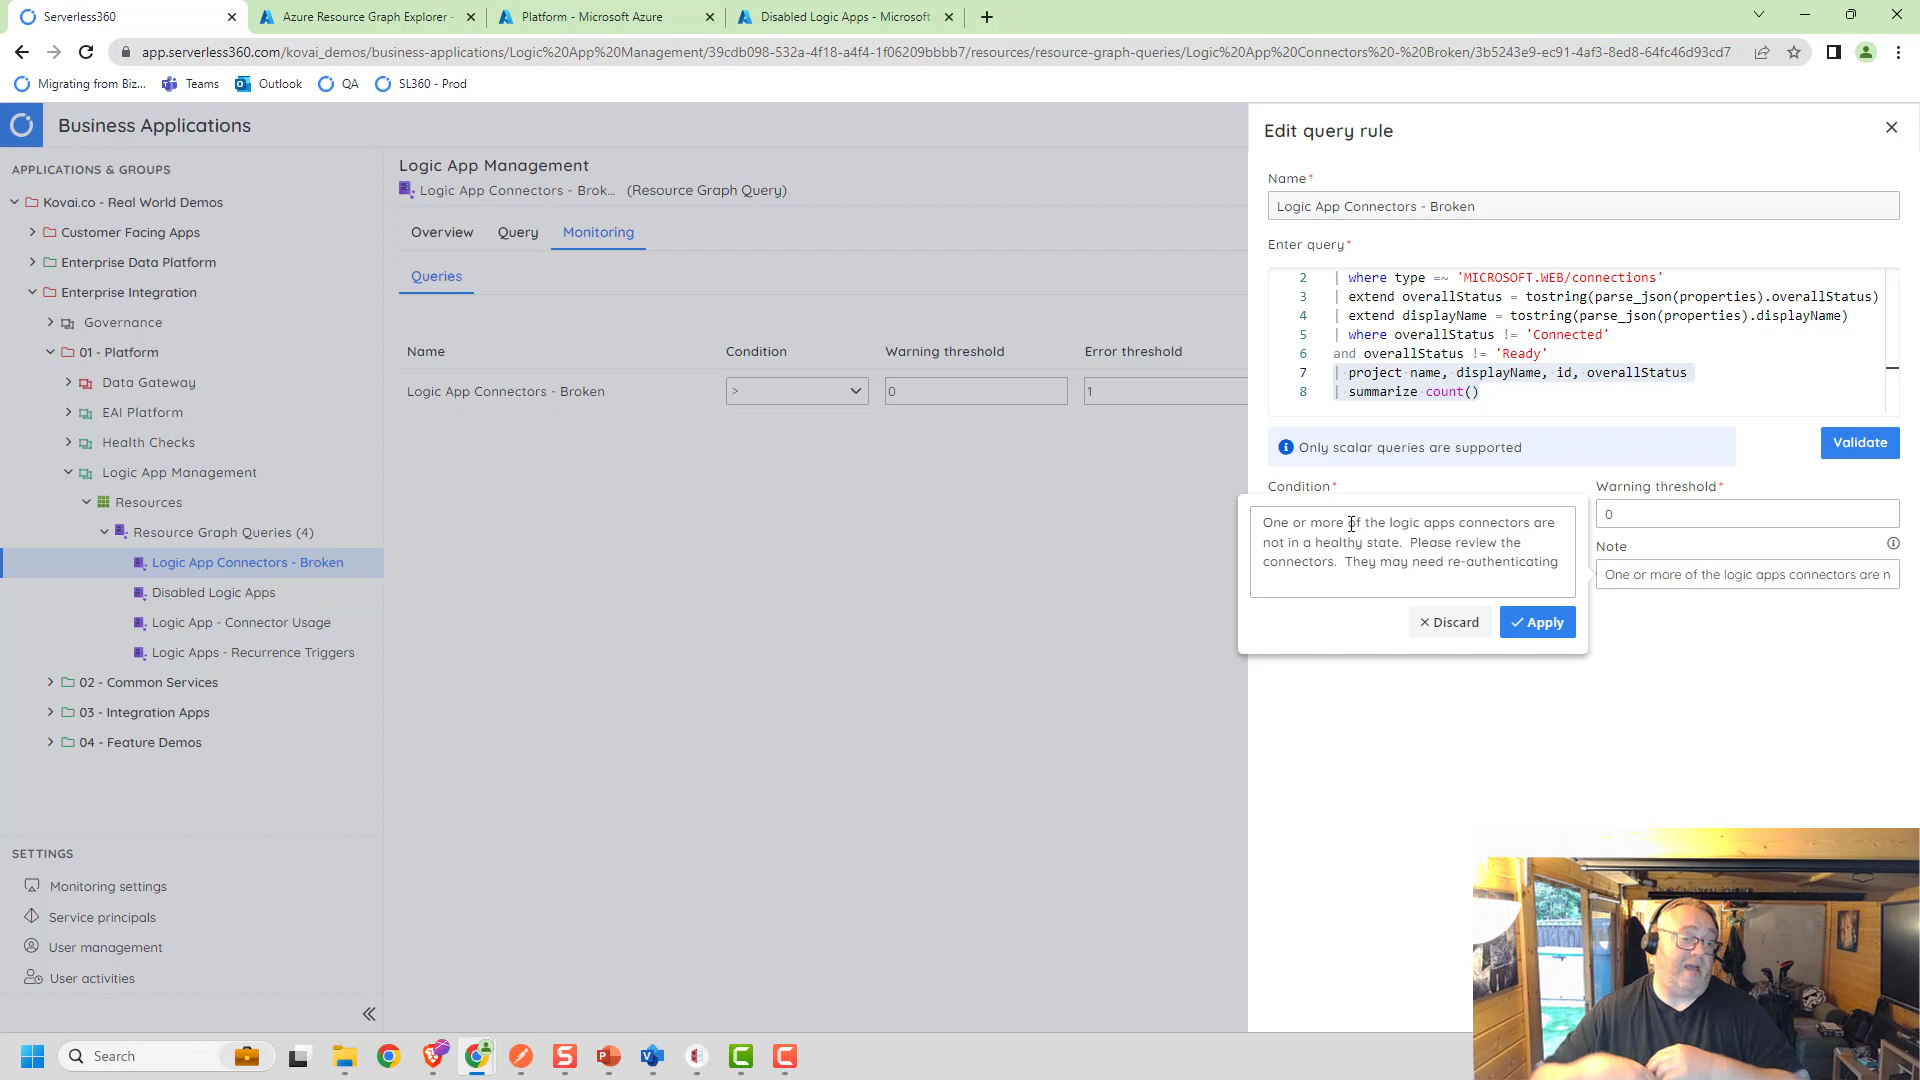 Serverless360
Azure Resource Graph Explorer -
Platform - Microsoft Azure
Disabled Logic Apps - Microsoft
app.serverless360.com/kovai_demos/business-applications/Logic%20App%20Management/39cdb098-532a-4f18-a4f4-1f06209bbbb7/resources/resource-graph-queries/Logic%20App%20Connectors%20-%20Broken/3b5243e9-ec91-4af3-8ed8-64fc46d93cd7
Migrating from Biz...
Teams
Outlook
QA
SL360 - Prod
Business Applications
APPLICATIONS & GROUPS
Kovai.co - Real World Demos
Customer Facing Apps
Enterprise Data Platform
Enterprise Integration
Governance
01 - Platform
Data Gateway
EAI Platform
Health Checks
Logic App Management
Resources
Resource Graph Queries (4)
Logic App Connectors - Broken
Disabled Logic Apps
Logic App - Connector Usage
Logic Apps - Recurrence Triggers
02 - Common Services
03 - Integration Apps
04 - Feature Demos
SETTINGS
Monitoring settings
Service principals
User management
User activities
Logic App Management
Logic App Connectors - Brok... (Resource Graph Query)
Overview
Query
Monitoring
Queries
Name
Condition
Warning threshold
Error threshold
Logic App Connectors - Broken
>
0
1
Edit query rule
Name*
Logic App Connectors - Broken
Enter query*
2 | where type =~ 'MICROSOFT.WEB/connections'
3 | extend overallStatus = tostring(parse_json(properties).overallStatus)
4 | extend displayName = tostring(parse_json(properties).displayName)
5 | where overallStatus != 'Connected'
6 and overallStatus != 'Ready'
7 | project name, displayName, id, overallStatus
8 | summarize count()
Only scalar queries are supported
Validate
Condition*
Warning threshold*
0
Note
One or more of the logic apps connectors are n
One or more of the logic apps connectors are
not in a healthy state. Please review the
connectors. They may need re-authenticating
Discard
Apply
Search